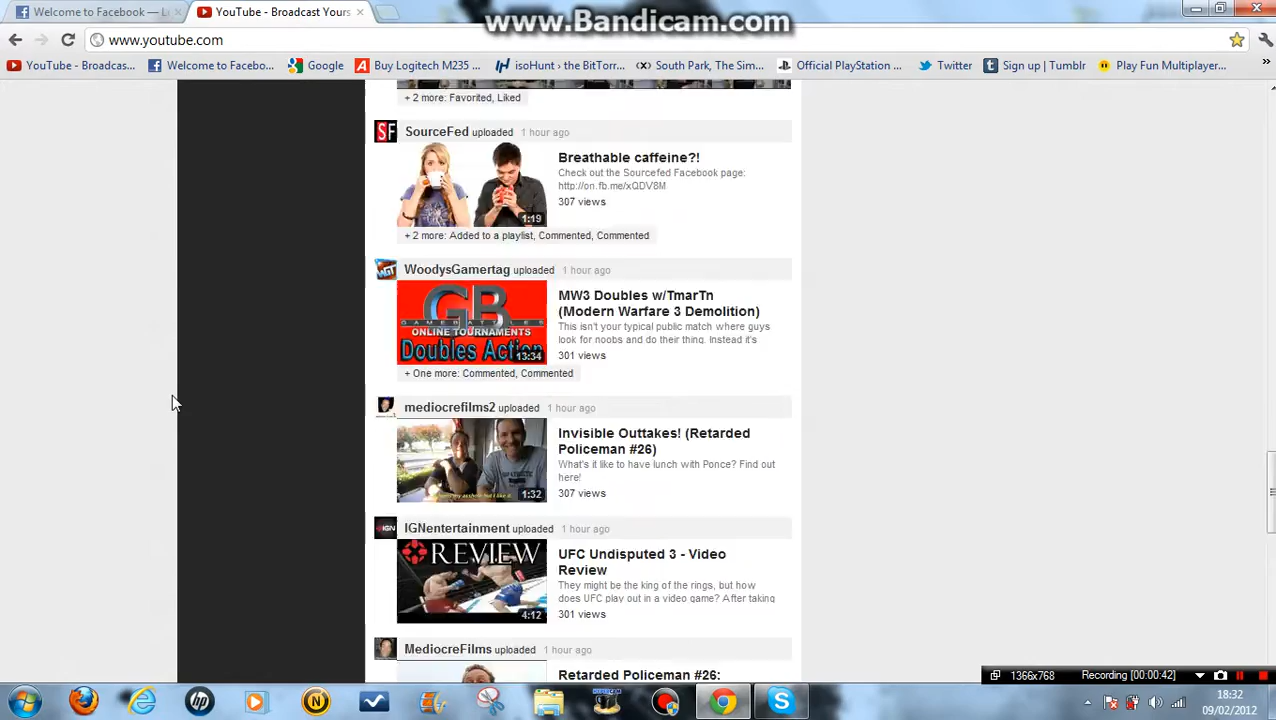 www.Bandicam.com
Welcome to Facebook — L
YouTube - Broadcast Yours
www.youtube.com
YouTube - Broadcas...
Welcome to Facebo...
Google
Buy Logitech M235 ...
isoHunt › the BitTorr...
South Park, The Sim...
Official PlayStation ...
Twitter
Sign up | Tumblr
Play Fun Multiplayer...
+ 2 more: Favorited, Liked
SF
SourceFed uploaded 1 hour ago
Breathable caffeine?!
Check out the Sourcefed Facebook page:
http://on.fb.me/xQDV8M
307 views
1:19
+ 2 more: Added to a playlist, Commented, Commented
WGT
WoodysGamertag uploaded 1 hour ago
GB
GAMEBATTLES
ONLINE TOURNAMENTS
Doubles Action
13:34
MW3 Doubles w/TmarTn
(Modern Warfare 3 Demolition)
This isn't your typical public match where guys
look for noobs and do their thing. Instead it's
301 views
+ One more: Commented, Commented
mediocrefilms2 uploaded 1 hour ago
Invisible Outtakes! (Retarded
Policeman #26)
What's it like to have lunch with Ponce? Find out
here!
307 views
1:32
IGN
IGNentertainment uploaded 1 hour ago
REVIEW
4:12
UFC Undisputed 3 - Video
Review
They might be the king of the rings, but how
does UFC play out in a video game? After taking
301 views
MediocreFilms uploaded 1 hour ago
Retarded Policeman #26:
1366x768
Recording [00:00:42]
hp
N
18:32
09/02/2012